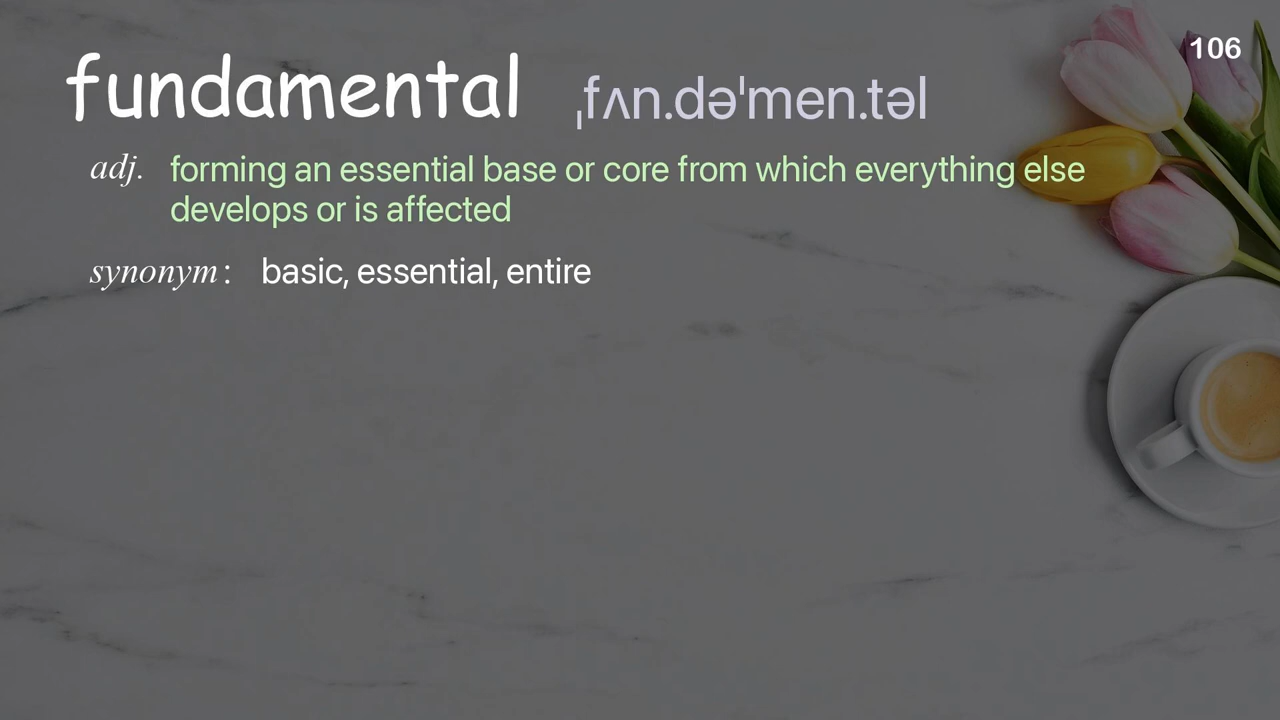 106
fundamental ˌfʌn.dəˈmen.təl
adj. forming an essential base or core from which everything else
develops or is affected
synonym: basic, essential, entire